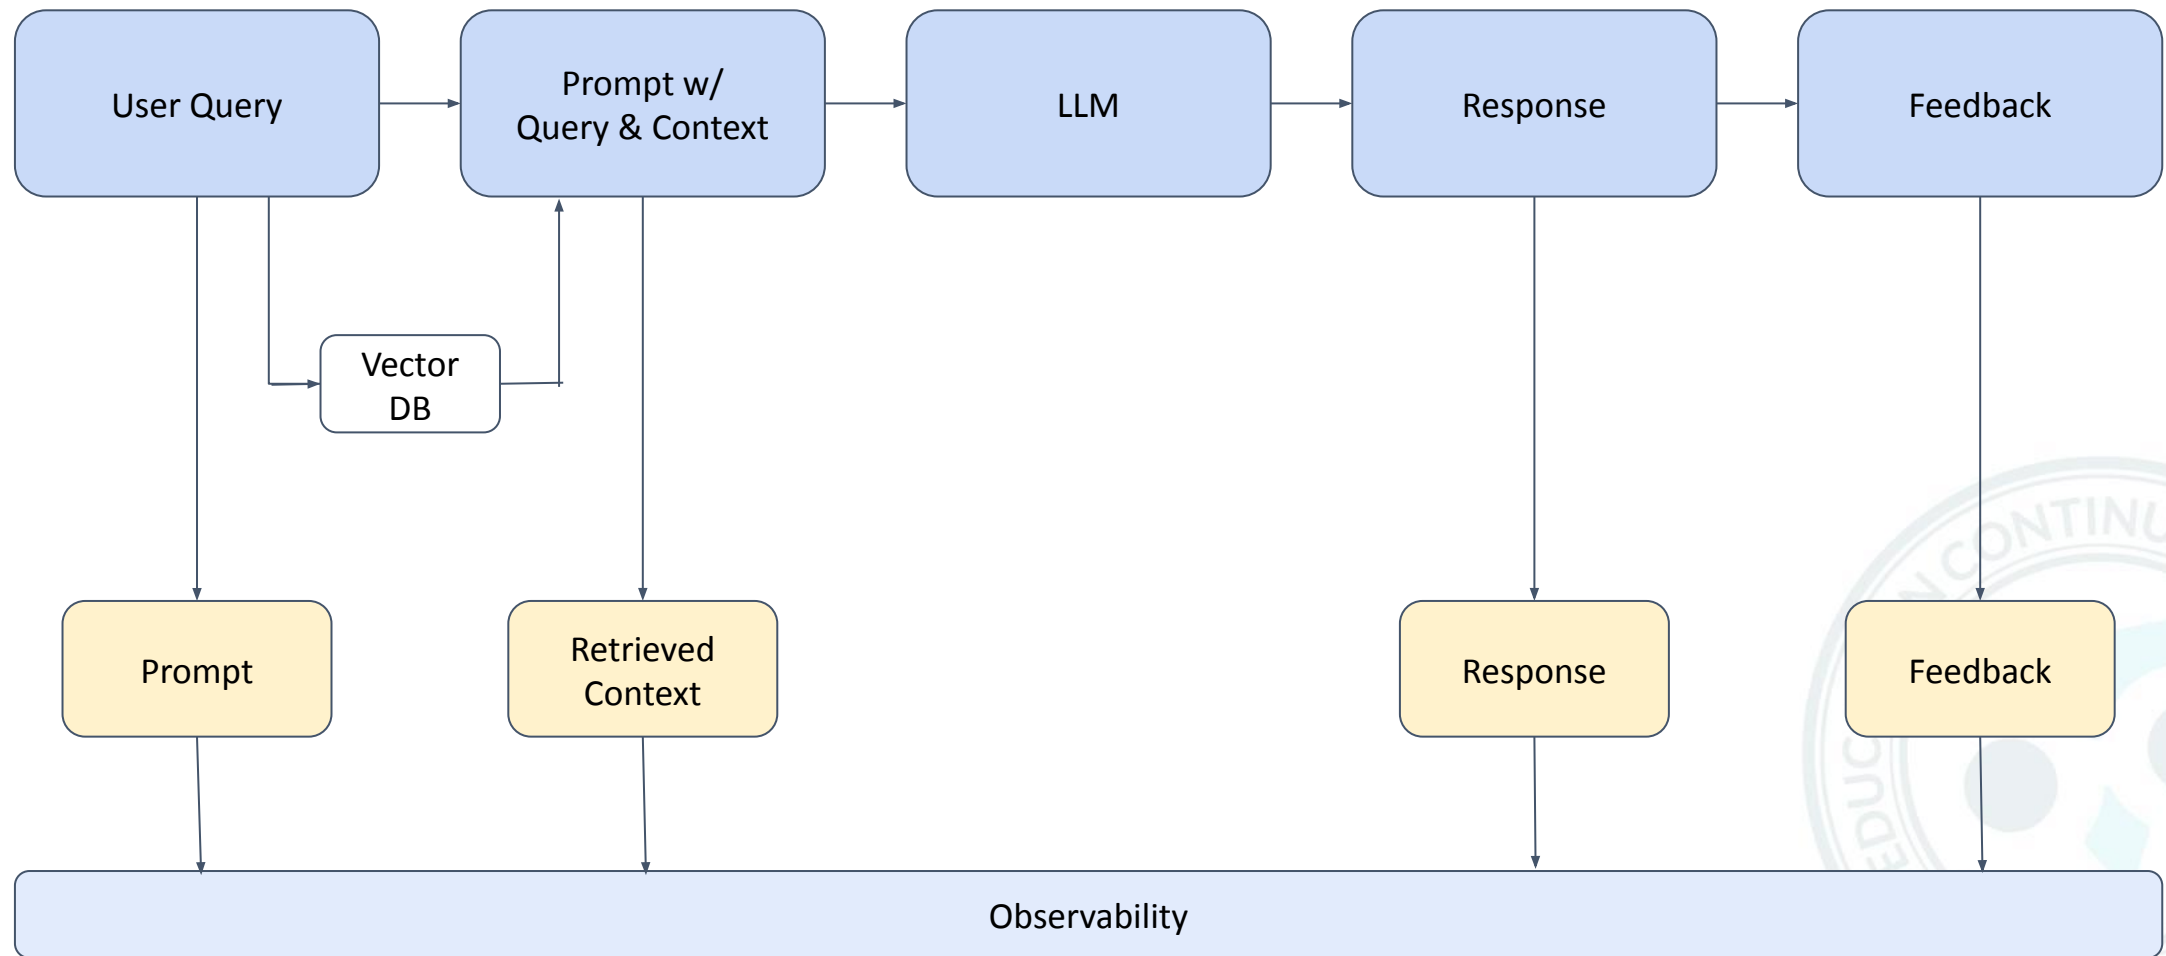 User Query
Prompt w/
Query & Context
LLM
Response
Feedback
Vector
DB
Prompt
Retrieved
Context
Response
Feedback
Observability